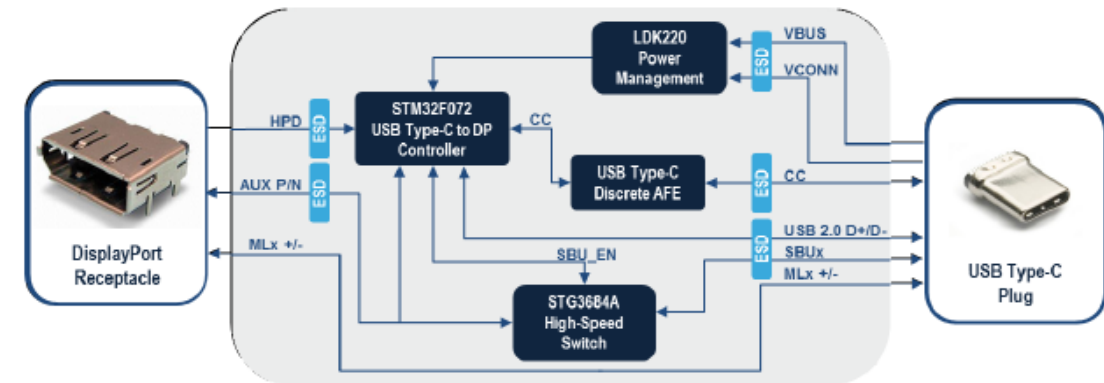 LDK220
Power
Management
ESD
VBUS
VCONN
STM32F072
USB Type-C to DP
Controller
HPD
ESD
CC
USB Type-C
Discrete AFE
ESD
CC
AUX P/N
ESD
DisplayPort
Receptacle
MLx +/-
SBU_EN
ESD
USB 2.0 D+/D-
SBUx
MLx +/-
USB Type-C
Plug
STG3684A
High-Speed
Switch